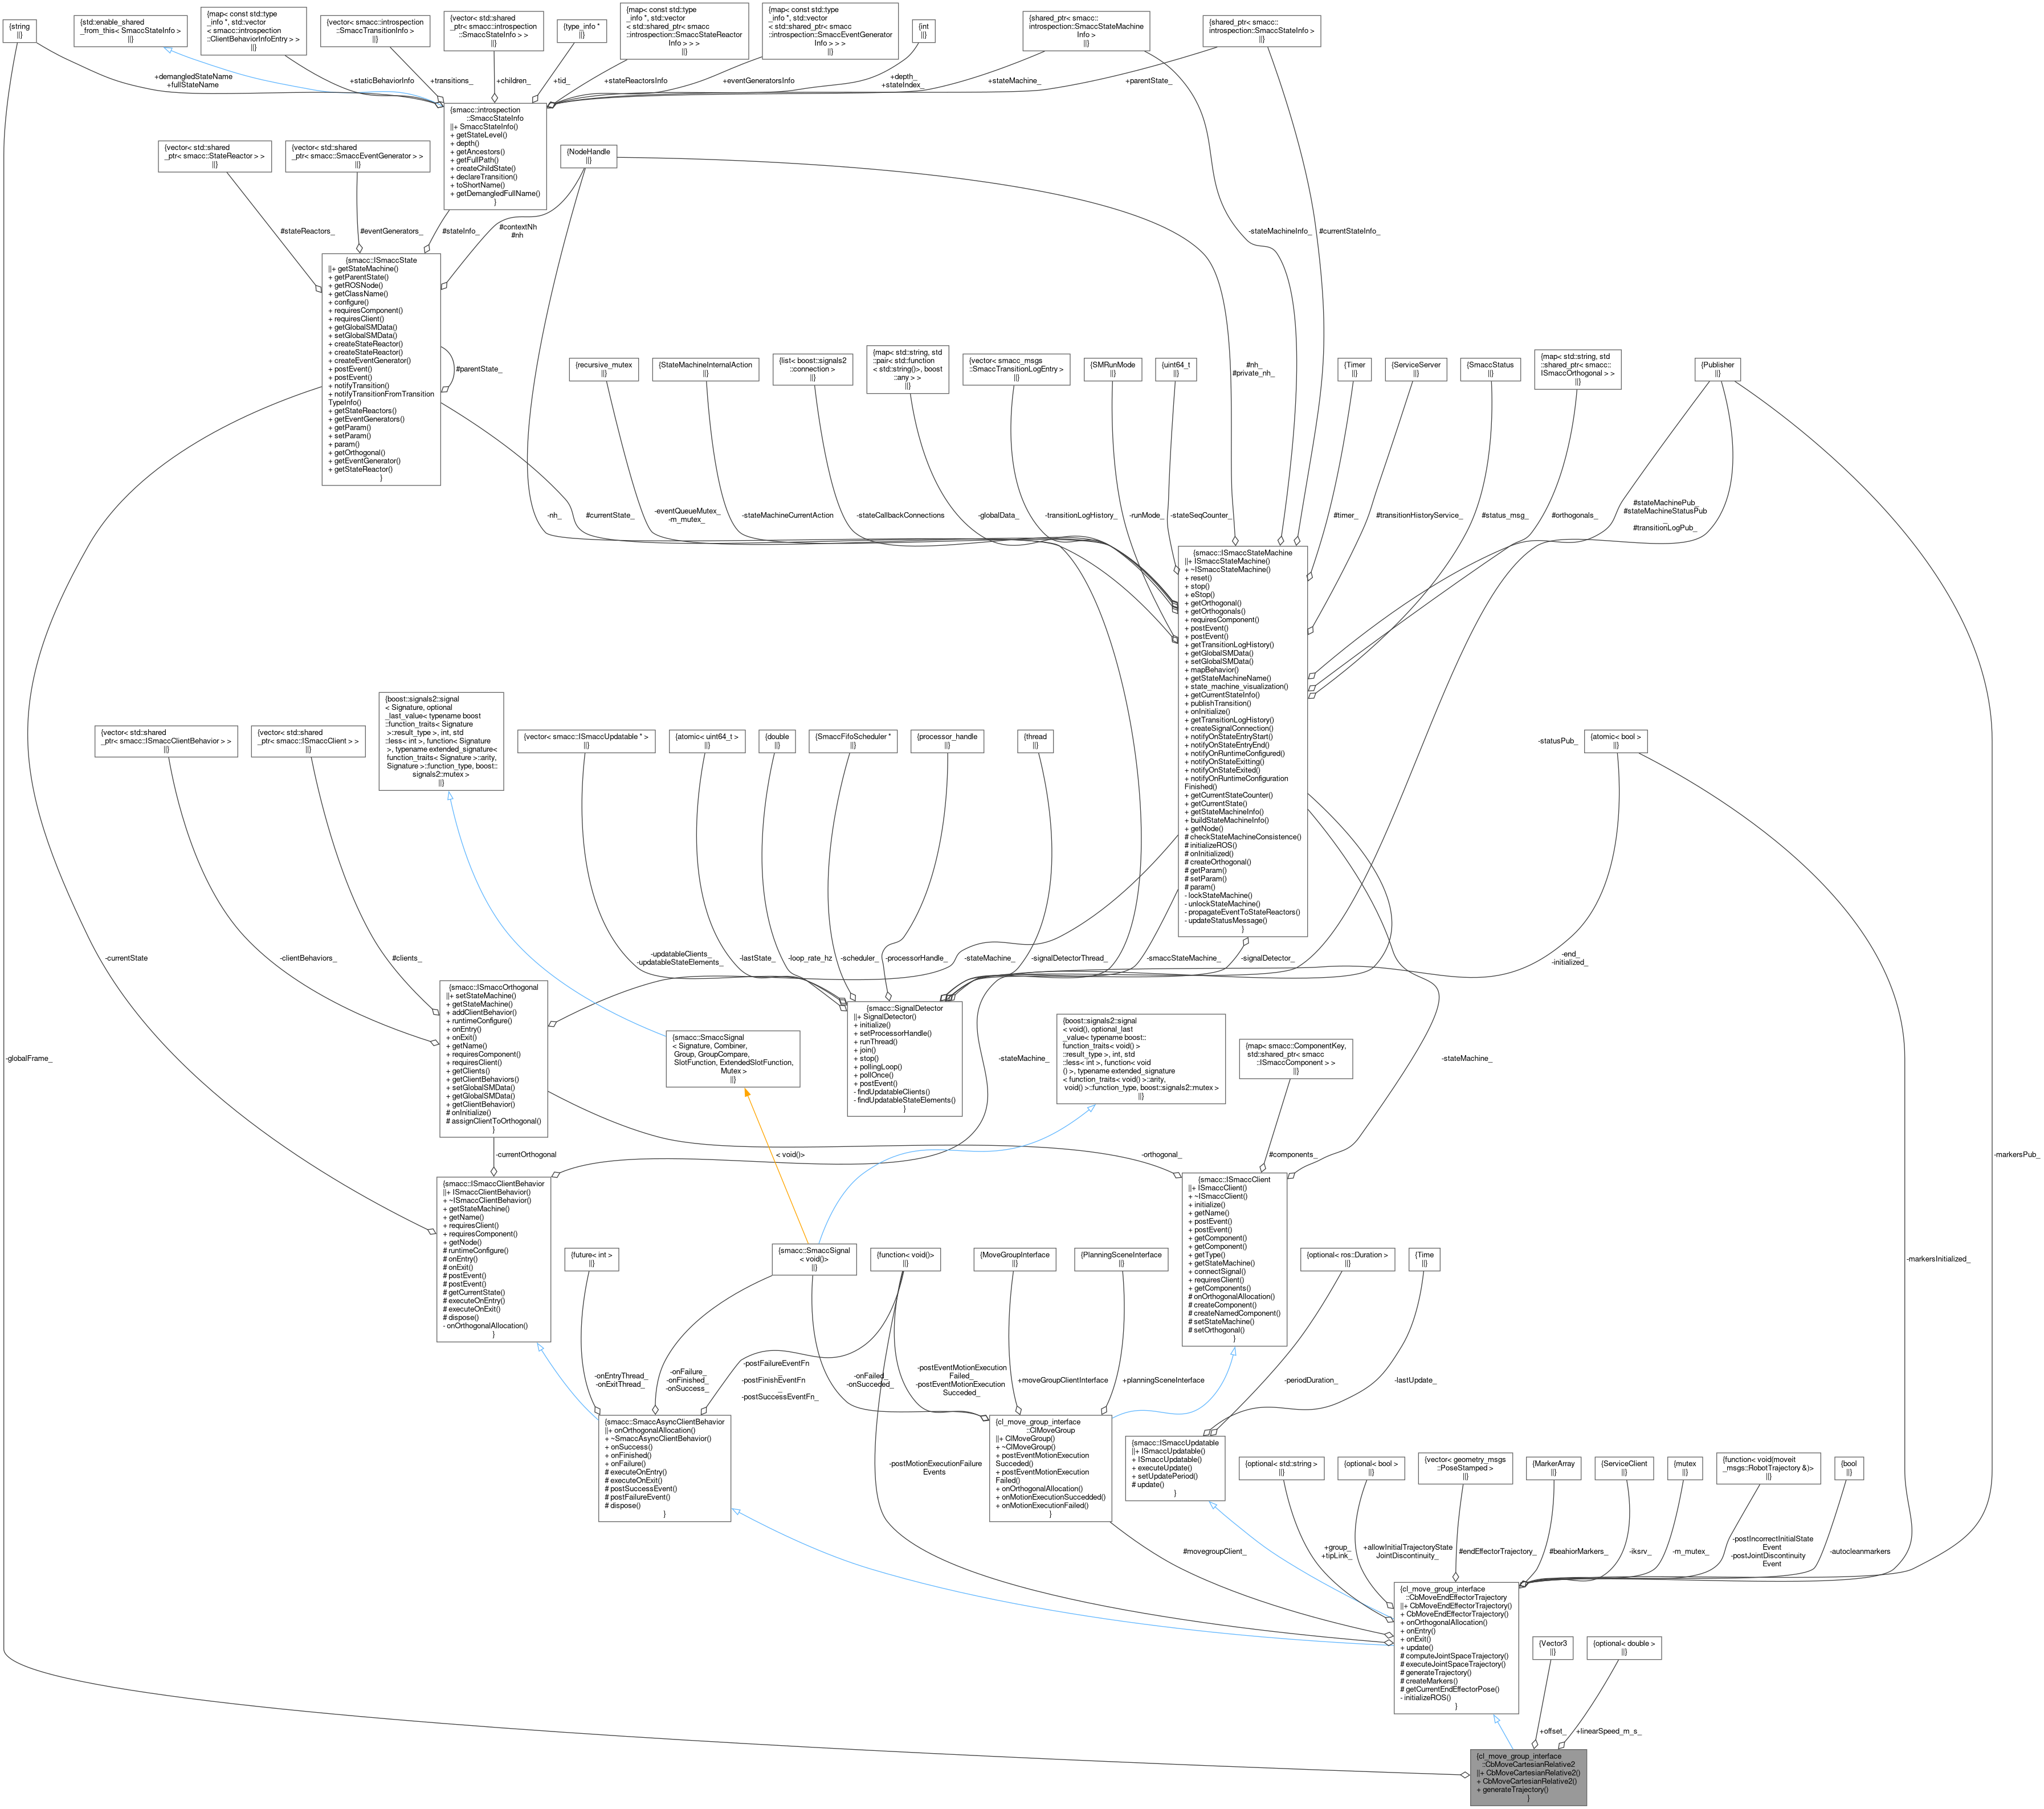 {string
||}
{std::enable_shared
_from_this< SmaccStateInfo >
||}
{map< const std::type
_info *, std::vector
< smacc::introspection
::ClientBehaviorInfoEntry > >
||}
{vector< smacc::introspection
::SmaccTransitionInfo >
||}
{vector< std::shared
_ptr< smacc::introspection
::SmaccStateInfo > >
||}
{type_info *
||}
{map< const std::type
_info *, std::vector
< std::shared_ptr< smacc
::introspection::SmaccStateReactor
Info > > >
||}
{map< const std::type
_info *, std::vector
< std::shared_ptr< smacc
::introspection::SmaccEventGenerator
Info > > >
||}
{int
||}
{shared_ptr< smacc::
introspection::SmaccStateMachine
Info >
||}
{shared_ptr< smacc::
introspection::SmaccStateInfo >
||}
+demangledStateName
+fullStateName
+staticBehaviorInfo
+transitions_
+children_
+tid_
+stateReactorsInfo
+eventGeneratorsInfo
+depth_
+stateIndex_
+stateMachine_
+parentState_
{smacc::introspection
::SmaccStateInfo
||+ SmaccStateInfo()
+ getStateLevel()
+ depth()
+ getAncestors()
+ getFullPath()
+ createChildState()
+ declareTransition()
+ toShortName()
+ getDemangledFullName()
}
{vector< std::shared
_ptr< smacc::StateReactor > >
||}
{vector< std::shared
_ptr< smacc::SmaccEventGenerator > >
||}
{NodeHandle
||}
#stateReactors_
#eventGenerators_
#stateInfo_
#contextNh
#nh
-stateMachineInfo_
#currentStateInfo_
{smacc::ISmaccState
||+ getStateMachine()
+ getParentState()
+ getROSNode()
+ getClassName()
+ configure()
+ requiresComponent()
+ requiresClient()
+ getGlobalSMData()
+ setGlobalSMData()
+ createStateReactor()
+ createStateReactor()
+ createEventGenerator()
+ postEvent()
+ postEvent()
+ notifyTransition()
+ notifyTransitionFromTransition
TypeInfo()
+ getStateReactors()
+ getEventGenerators()
+ getParam()
+ setParam()
+ param()
+ getOrthogonal()
+ getEventGenerator()
+ getStateReactor()
}
#parentState_
{recursive_mutex
||}
{StateMachineInternalAction
||}
{list< boost::signals2
::connection >
||}
{map< std::string, std
::pair< std::function
< std::string()>, boost
::any > >
||}
{vector< smacc_msgs
::SmaccTransitionLogEntry >
||}
{SMRunMode
||}
{uint64_t
||}
#nh_
#private_nh_
{Timer
||}
{ServiceServer
||}
{SmaccStatus
||}
{map< std::string, std
::shared_ptr< smacc::
ISmaccOrthogonal > >
||}
{Publisher
||}
-nh_
#currentState_
-eventQueueMutex_
-m_mutex_
-stateMachineCurrentAction
-stateCallbackConnections
-globalData_
-transitionLogHistory_
-runMode_
-stateSeqCounter_
#timer_
#transitionHistoryService_
#status_msg_
#orthogonals_
#stateMachinePub_
#stateMachineStatusPub
_
#transitionLogPub_
{smacc::ISmaccStateMachine
||+ ISmaccStateMachine()
+ ~ISmaccStateMachine()
+ reset()
+ stop()
+ eStop()
+ getOrthogonal()
+ getOrthogonals()
+ requiresComponent()
+ postEvent()
+ postEvent()
+ getTransitionLogHistory()
+ getGlobalSMData()
+ setGlobalSMData()
+ mapBehavior()
+ getStateMachineName()
+ state_machine_visualization()
+ getCurrentStateInfo()
+ publishTransition()
+ onInitialize()
+ getTransitionLogHistory()
+ createSignalConnection()
+ notifyOnStateEntryStart()
+ notifyOnStateEntryEnd()
+ notifyOnRuntimeConfigured()
+ notifyOnStateExitting()
+ notifyOnStateExited()
+ notifyOnRuntimeConfiguration
Finished()
+ getCurrentStateCounter()
+ getCurrentState()
+ getStateMachineInfo()
+ buildStateMachineInfo()
+ getNode()
# checkStateMachineConsistence()
# initializeROS()
# onInitialized()
# createOrthogonal()
# getParam()
# setParam()
# param()
- lockStateMachine()
- unlockStateMachine()
- propagateEventToStateReactors()
- updateStatusMessage()
}
{vector< std::shared
_ptr< smacc::ISmaccClientBehavior > >
||}
{vector< std::shared
_ptr< smacc::ISmaccClient > >
||}
{boost::signals2::signal
< Signature, optional
_last_value< typename boost
::function_traits< Signature
>::result_type >, int, std
::less< int >, function< Signature
>, typename extended_signature<
function_traits< Signature >::arity,
Signature >::function_type, boost::
signals2::mutex >
||}
{vector< smacc::ISmaccUpdatable * >
||}
{atomic< uint64_t >
||}
{double
||}
{SmaccFifoScheduler *
||}
{processor_handle
||}
{thread
||}
-statusPub_
{atomic< bool >
||}
-currentState
-clientBehaviors_
#clients_
-updatableClients_
-updatableStateElements_
-lastState_
-loop_rate_hz
-scheduler_
-processorHandle_
-stateMachine_
-signalDetectorThread_
-smaccStateMachine_
-signalDetector_
-end_
-initialized_
{smacc::ISmaccOrthogonal
||+ setStateMachine()
+ getStateMachine()
+ addClientBehavior()
+ runtimeConfigure()
+ onEntry()
+ onExit()
+ getName()
+ requiresComponent()
+ requiresClient()
+ getClients()
+ getClientBehaviors()
+ setGlobalSMData()
+ getGlobalSMData()
+ getClientBehavior()
# onInitialize()
# assignClientToOrthogonal()
}
{smacc::SmaccSignal
< Signature, Combiner,
Group, GroupCompare,
SlotFunction, ExtendedSlotFunction,
Mutex >
||}
{smacc::SignalDetector
||+ SignalDetector()
+ initialize()
+ setProcessorHandle()
+ runThread()
+ join()
+ stop()
+ pollingLoop()
+ pollOnce()
+ postEvent()
- findUpdatableClients()
- findUpdatableStateElements()
}
-stateMachine_
{boost::signals2::signal
< void(), optional_last
_value< typename boost::
function_traits< void() >
::result_type >, int, std
::less< int >, function< void
() >, typename extended_signature
< function_traits< void() >::arity,
void() >::function_type, boost::signals2::mutex >
||}
{map< smacc::ComponentKey,
std::shared_ptr< smacc
::ISmaccComponent > >
||}
-stateMachine_
-globalFrame_
-currentOrthogonal
< void()>
-orthogonal_
#components_
-markersPub_
{smacc::ISmaccClientBehavior
||+ ISmaccClientBehavior()
+ ~ISmaccClientBehavior()
+ getStateMachine()
+ getName()
+ requiresClient()
+ requiresComponent()
+ getNode()
# runtimeConfigure()
# onEntry()
# onExit()
# postEvent()
# postEvent()
# getCurrentState()
# executeOnEntry()
# executeOnExit()
# dispose()
- onOrthogonalAllocation()
}
{smacc::ISmaccClient
||+ ISmaccClient()
+ ~ISmaccClient()
+ initialize()
+ getName()
+ postEvent()
+ postEvent()
+ getComponent()
+ getComponent()
+ getType()
+ getStateMachine()
+ connectSignal()
+ requiresClient()
+ getComponents()
# onOrthogonalAllocation()
# createComponent()
# createNamedComponent()
# setStateMachine()
# setOrthogonal()
}
-markersInitialized_
{future< int >
||}
{smacc::SmaccSignal
< void()>
||}
{function< void()>
||}
{MoveGroupInterface
||}
{PlanningSceneInterface
||}
{optional< ros::Duration >
||}
{Time
||}
-onEntryThread_
-onExitThread_
-onFailure_
-onFinished_
-onSuccess_
-postFailureEventFn
_
-postFinishEventFn
_
-postSuccessEventFn_
-onFailed_
-onSucceded_
-postEventMotionExecution
Failed_
-postEventMotionExecution
Succeded_
+moveGroupClientInterface
+planningSceneInterface
-periodDuration_
-lastUpdate_
{smacc::SmaccAsyncClientBehavior
||+ onOrthogonalAllocation()
+ ~SmaccAsyncClientBehavior()
+ onSuccess()
+ onFinished()
+ onFailure()
# executeOnEntry()
# executeOnExit()
# postSuccessEvent()
# postFailureEvent()
# dispose()
}
-postMotionExecutionFailure
Events
{cl_move_group_interface
::ClMoveGroup
||+ ClMoveGroup()
+ ~ClMoveGroup()
+ postEventMotionExecution
Succeded()
+ postEventMotionExecution
Failed()
+ onOrthogonalAllocation()
+ onMotionExecutionSuccedded()
+ onMotionExecutionFailed()
}
{smacc::ISmaccUpdatable
||+ ISmaccUpdatable()
+ ISmaccUpdatable()
+ executeUpdate()
+ setUpdatePeriod()
# update()
}
{optional< std::string >
||}
{optional< bool >
||}
{vector< geometry_msgs
::PoseStamped >
||}
{MarkerArray
||}
{ServiceClient
||}
{mutex
||}
{function< void(moveit
_msgs::RobotTrajectory &)>
||}
{bool
||}
#movegroupClient_
+group_
+tipLink_
+allowInitialTrajectoryState
JointDiscontinuity_
#endEffectorTrajectory_
#beahiorMarkers_
-iksrv_
-m_mutex_
-postIncorrectInitialState
Event
-postJointDiscontinuity
Event
-autocleanmarkers
{cl_move_group_interface
::CbMoveEndEffectorTrajectory
||+ CbMoveEndEffectorTrajectory()
+ CbMoveEndEffectorTrajectory()
+ onOrthogonalAllocation()
+ onEntry()
+ onExit()
+ update()
# computeJointSpaceTrajectory()
# executeJointSpaceTrajectory()
# generateTrajectory()
# createMarkers()
# getCurrentEndEffectorPose()
- initializeROS()
}
{Vector3
||}
{optional< double >
||}
+offset_
+linearSpeed_m_s_
{cl_move_group_interface
::CbMoveCartesianRelative2
||+ CbMoveCartesianRelative2()
+ CbMoveCartesianRelative2()
+ generateTrajectory()
}